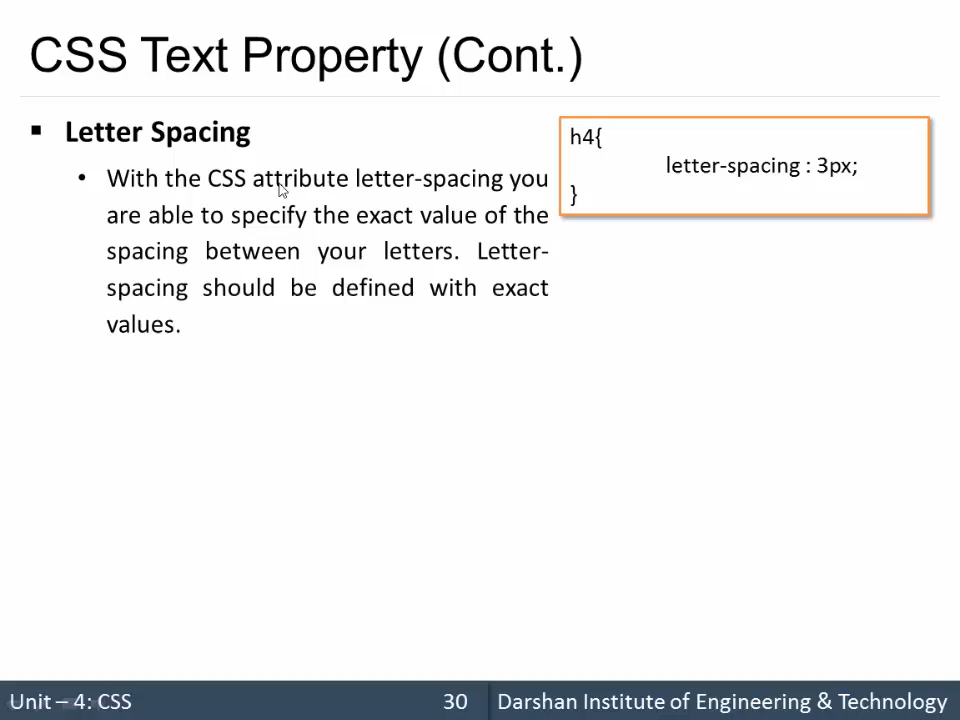 CSS Text Property (Cont.)
▪ Letter Spacing
• With the CSS attribute letter-spacing you
are able to specify the exact value of the
spacing between your letters. Letter-
spacing should be defined with exact
values.
h4{
letter-spacing : 3px;
}
Unit – 4: CSS 30 Darshan Institute of Engineering & Technology